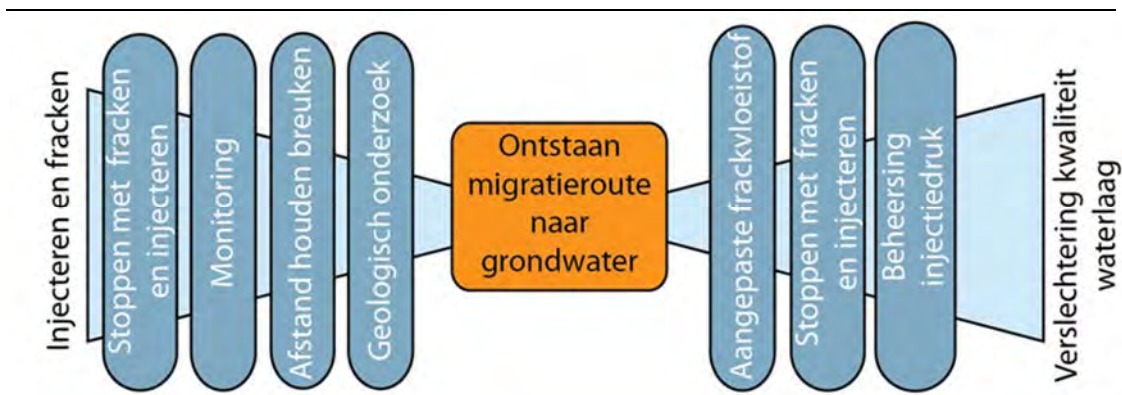 Injecteren en fracken
Stoppen met fracken
en injecteren
Monitoring
Afstand houden breuken
Geologisch onderzoek
Ontstaan
migratieroute
naar
grondwater
Aangepaste frackvloeistof
Stoppen met fracken
en injecteren
Beheersing
injectiedruk
Verslechtering kwaliteit
waterlaag